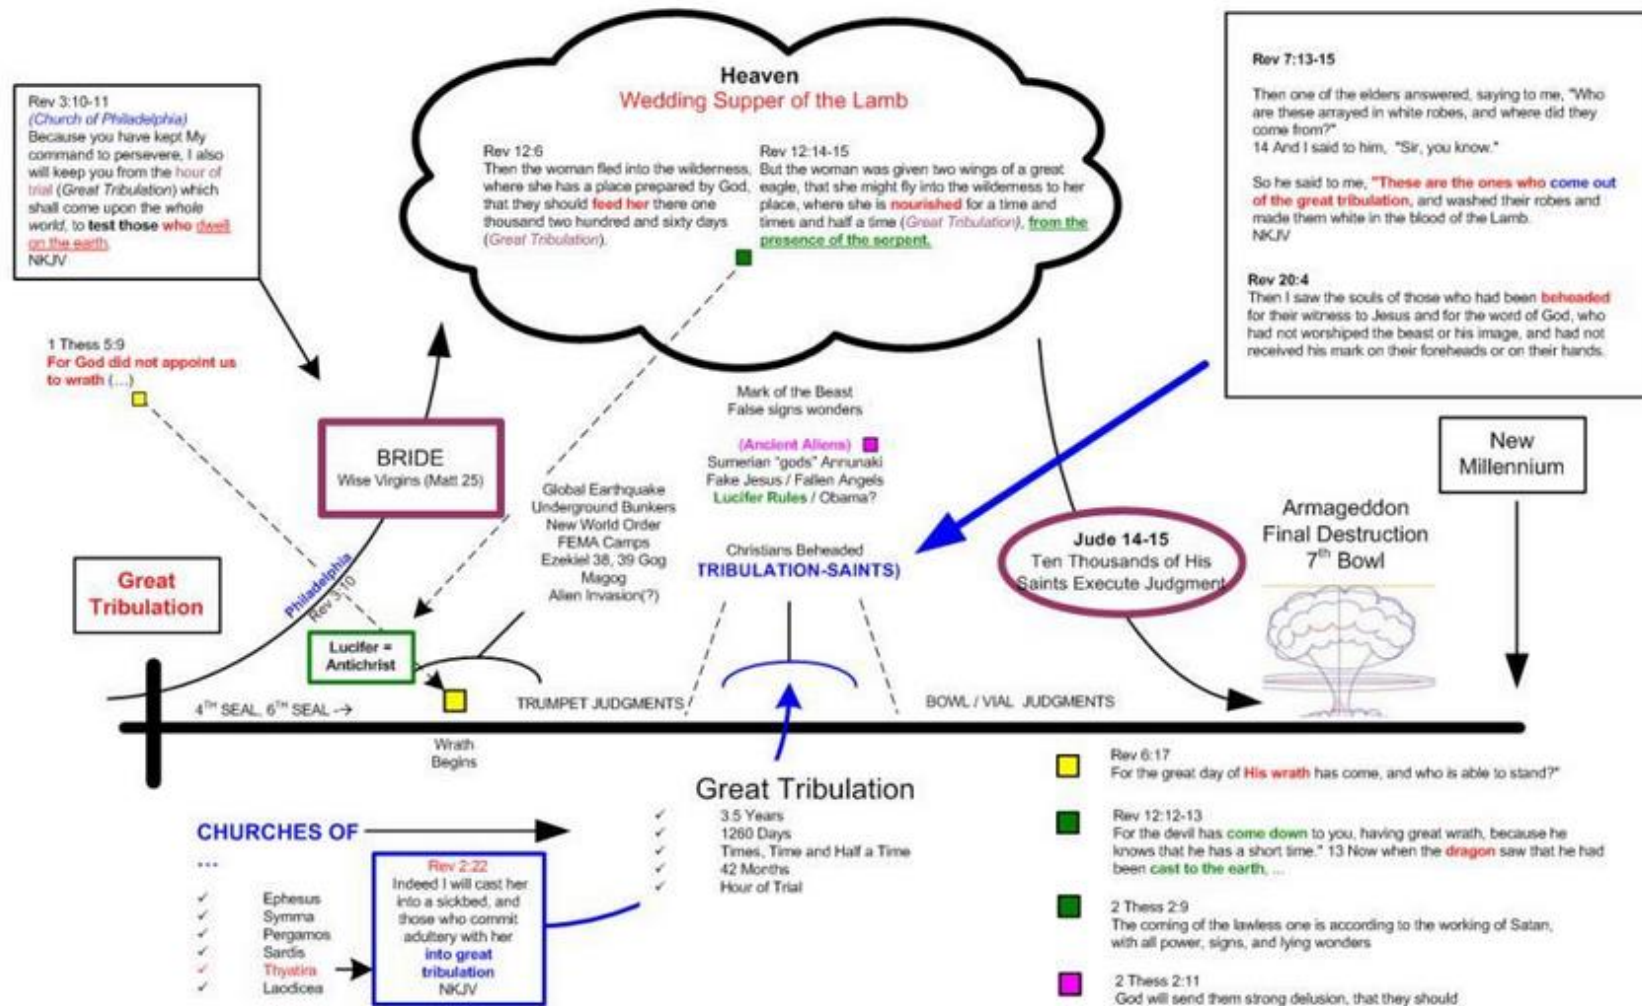 Rev 3:10-11
(Church of Philadelphia)
Because you have kept My
command to persevere, I also
will keep you from the hour of
trial (Great Tribulation) which
shall come upon the whole
world, to test those who dwell
on the earth.
NKJV
1 Thess 5:9
For God did not appoint us
to wrath (...)
Heaven
Wedding Supper of the Lamb
Rev 12:6
Then the woman fled into the wilderness,
where she has a place prepared by God,
that they should feed her there one
thousand two hundred and sixty days
(Great Tribulation).
Rev 12:14-15
But the woman was given two wings of a great
eagle, that she might fly into the wilderness to her
place, where she is nourished for a time and
times and half a time (Great Tribulation), from the
presence of the serpent.
Rev 7:13-15
Then one of the elders answered, saying to me, "Who
are these arrayed in white robes, and where did they
come from?"
14 And I said to him, "Sir, you know."
So he said to me, "These are the ones who come out
of the great tribulation, and washed their robes and
made them white in the blood of the Lamb.
NKJV
Rev 20:4
Then I saw the souls of those who had been beheaded
for their witness to Jesus and for the word of God, who
had not worshiped the beast or his image, and had not
received his mark on their foreheads or on their hands.
BRIDE
Wise Virgins (Matt 25)
Great
Tribulation
Philadelphia
Rev 3:10
Lucifer =
Antichrist
Global Earthquake
Underground Bunkers
New World Order
FEMA Camps
Ezekiel 38, 39 Gog
Magog
Alien Invasion(?)
Mark of the Beast
False signs wonders
(Ancient Aliens)
Sumerian "gods" Annunaki
Fake Jesus / Fallen Angels
Lucifer Rules / Obama?
Christians Beheaded
TRIBULATION-SAINTS)
Jude 14-15
Ten Thousands of His
Saints Execute Judgment
Armageddon
Final Destruction
7th Bowl
New
Millennium
4TH SEAL, 6TH SEAL ->
TRUMPET JUDGMENTS
BOWL / VIAL JUDGMENTS
Wrath
Begins
CHURCHES OF
...
✓ Ephesus
✓ Symma
✓ Pergamos
✓ Sardis
✓ Thyatira
✓ Laodicea
Rev 2:22
Indeed I will cast her
into a sickbed, and
those who commit
adultery with her
into great
tribulation
NKJV
Great Tribulation
✓ 3.5 Years
✓ 1260 Days
✓ Times, Time and Half a Time
✓ 42 Months
✓ Hour of Trial
Rev 6:17
For the great day of His wrath has come, and who is able to stand?"
Rev 12:12-13
For the devil has come down to you, having great wrath, because he
knows that he has a short time." 13 Now when the dragon saw that he had
been cast to the earth, ...
2 Thess 2:9
The coming of the lawless one is according to the working of Satan,
with all power, signs, and lying wonders
2 Thess 2:11
God will send them strong delusion, that they should